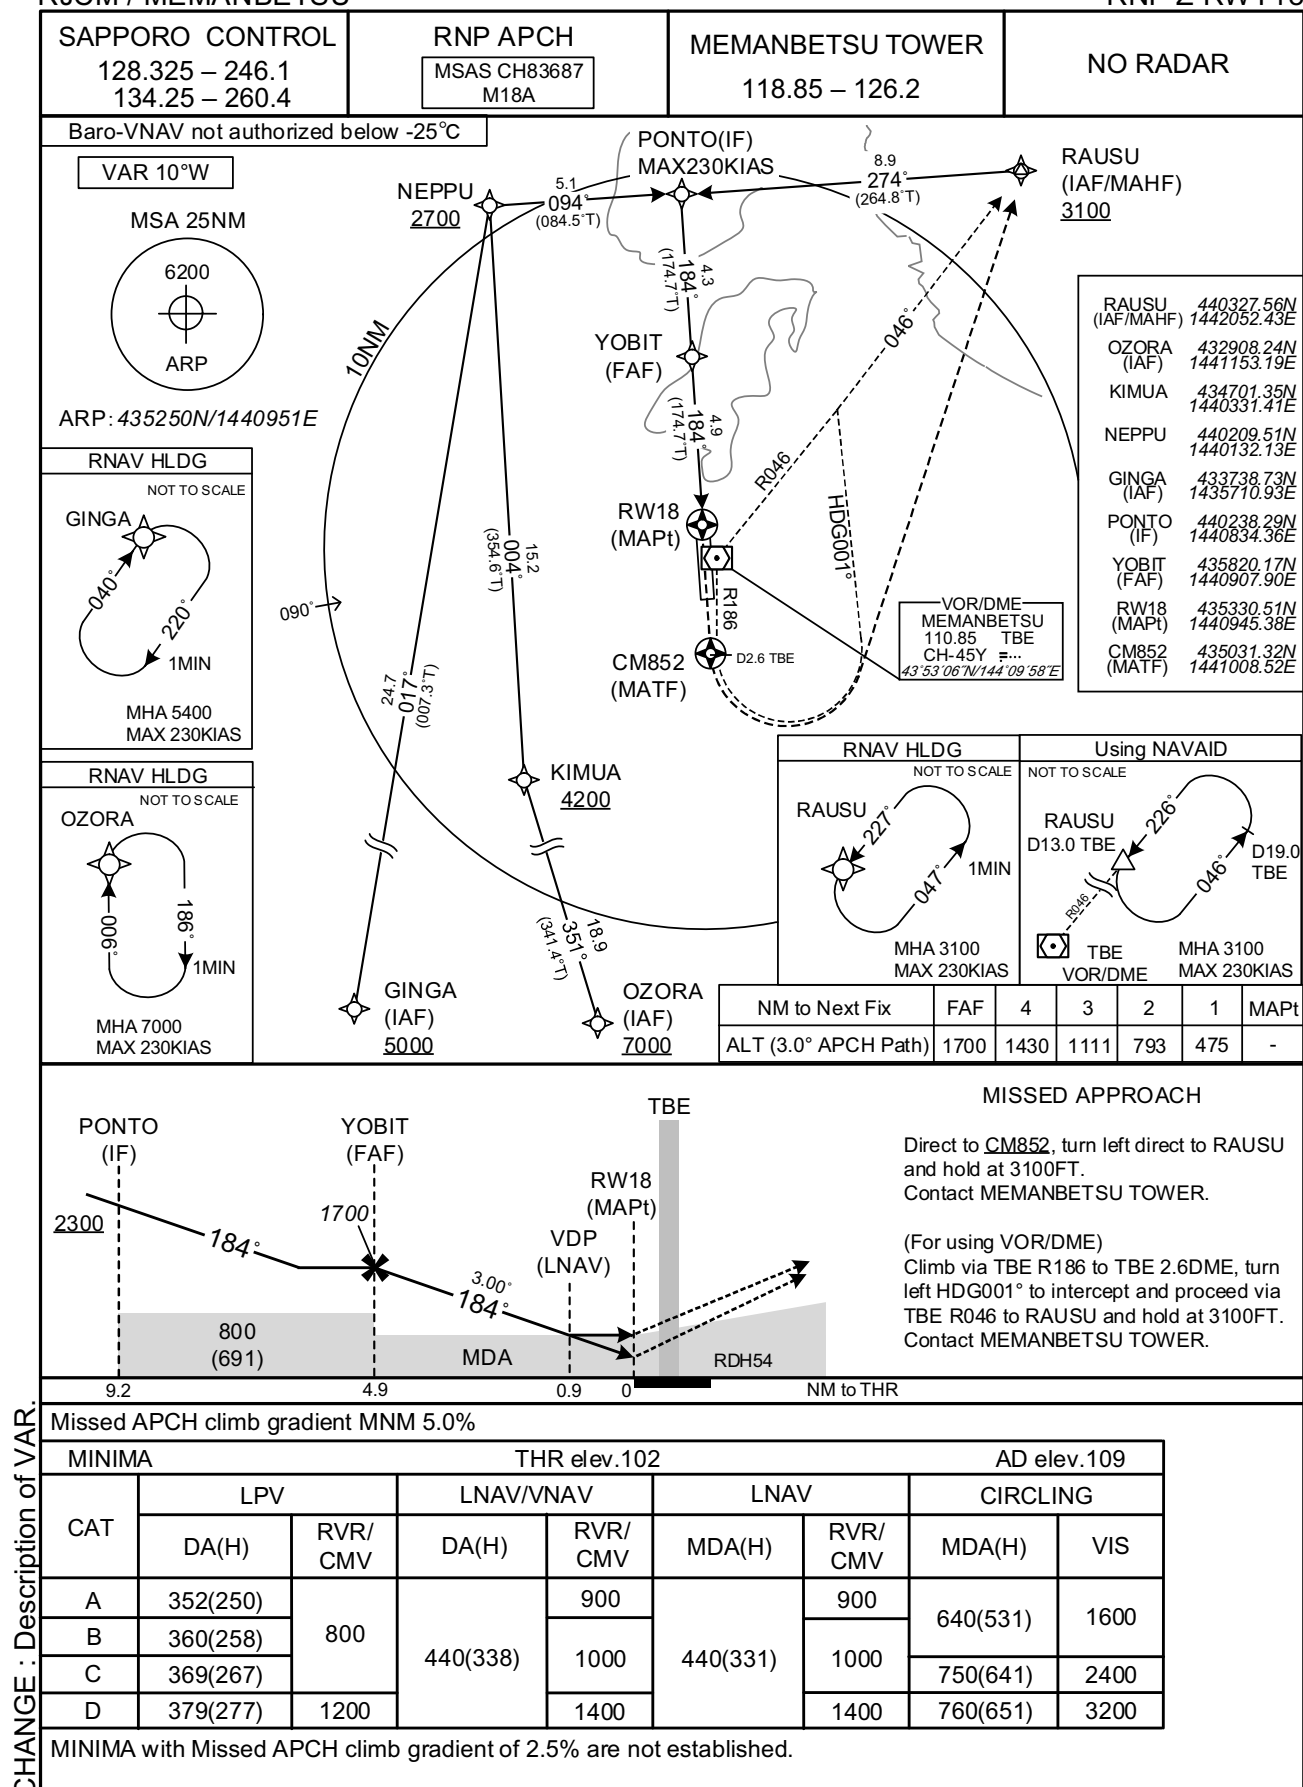 RJCM / MEMANBETSU
RNP Z RWY18
SAPPORO CONTROL
128.325 – 246.1
134.25 – 260.4
RNP APCH
MSAS CH83687
M18A
MEMANBETSU TOWER
118.85 – 126.2
NO RADAR
Baro-VNAV not authorized below -25°C
VAR 10°W
MSA 25NM
6200
ARP
ARP: 435250N/1440951E
RNAV HLDG
NOT TO SCALE
GINGA
040°
220°
1MIN
MHA 5400
MAX 230KIAS
RNAV HLDG
NOT TO SCALE
OZORA
006°
186°
1MIN
MHA 7000
MAX 230KIAS
NEPPU
2700
5.1
094°
(084.5°T)
PONTO(IF)
MAX230KIAS
8.9
274°
(264.8°T)
RAUSU
(IAF/MAHF)
3100
4.3
184°
(174.7°T)
10NM
YOBIT
(FAF)
4.9
184°
(174.7°T)
046°
R046
HDG001°
RW18
(MAPt)
R186
CM852
(MATF)
D2.6 TBE
VOR/DME
MEMANBETSU
110.85 TBE
CH-45Y
43°53'06"N/144°09'58"E
090°
15.2
004°
(354.6°T)
24.7
017°
(007.3°T)
KIMUA
4200
18.9
351°
(341.4°T)
GINGA
(IAF)
5000
OZORA
(IAF)
7000
RAUSU 440327.56N
(IAF/MAHF) 1442052.43E
OZORA 432908.24N
(IAF) 1441153.19E
KIMUA 434701.35N
1440331.41E
NEPPU 440209.51N
1440132.13E
GINGA 433738.73N
(IAF) 1435710.93E
PONTO 440238.29N
(IF) 1440834.36E
YOBIT 435820.17N
(FAF) 1440907.90E
RW18 435330.51N
(MAPt) 1440945.38E
CM852 435031.32N
(MATF) 1441008.52E
RNAV HLDG
NOT TO SCALE
RAUSU
227°
047°
1MIN
MHA 3100
MAX 230KIAS
Using NAVAID
NOT TO SCALE
RAUSU
D13.0 TBE
226°
046°
D19.0
TBE
R046
TBE
VOR/DME
MHA 3100
MAX 230KIAS
NM to Next Fix FAF 4 3 2 1 MAPt
ALT (3.0° APCH Path) 1700 1430 1111 793 475 -
PONTO
(IF)
2300
184°
YOBIT
(FAF)
1700
3.00°
184°
VDP
(LNAV)
RW18
(MAPt)
TBE
800
(691)
MDA
RDH54
9.2 4.9 0.9 0 NM to THR
MISSED APPROACH
Direct to CM852, turn left direct to RAUSU
and hold at 3100FT.
Contact MEMANBETSU TOWER.
(For using VOR/DME)
Climb via TBE R186 to TBE 2.6DME, turn
left HDG001° to intercept and proceed via
TBE R046 to RAUSU and hold at 3100FT.
Contact MEMANBETSU TOWER.
Missed APCH climb gradient MNM 5.0%
MINIMA THR elev.102 AD elev.109
CAT LPV LNAV/VNAV LNAV CIRCLING
DA(H) RVR/CMV DA(H) RVR/CMV MDA(H) RVR/CMV MDA(H) VIS
A 352(250) 800 440(338) 900 440(331) 900 640(531) 1600
B 360(258) 1000 1000
C 369(267) 750(641) 2400
D 379(277) 1200 1400 1400 760(651) 3200
MINIMA with Missed APCH climb gradient of 2.5% are not established.
CHANGE : Description of VAR.